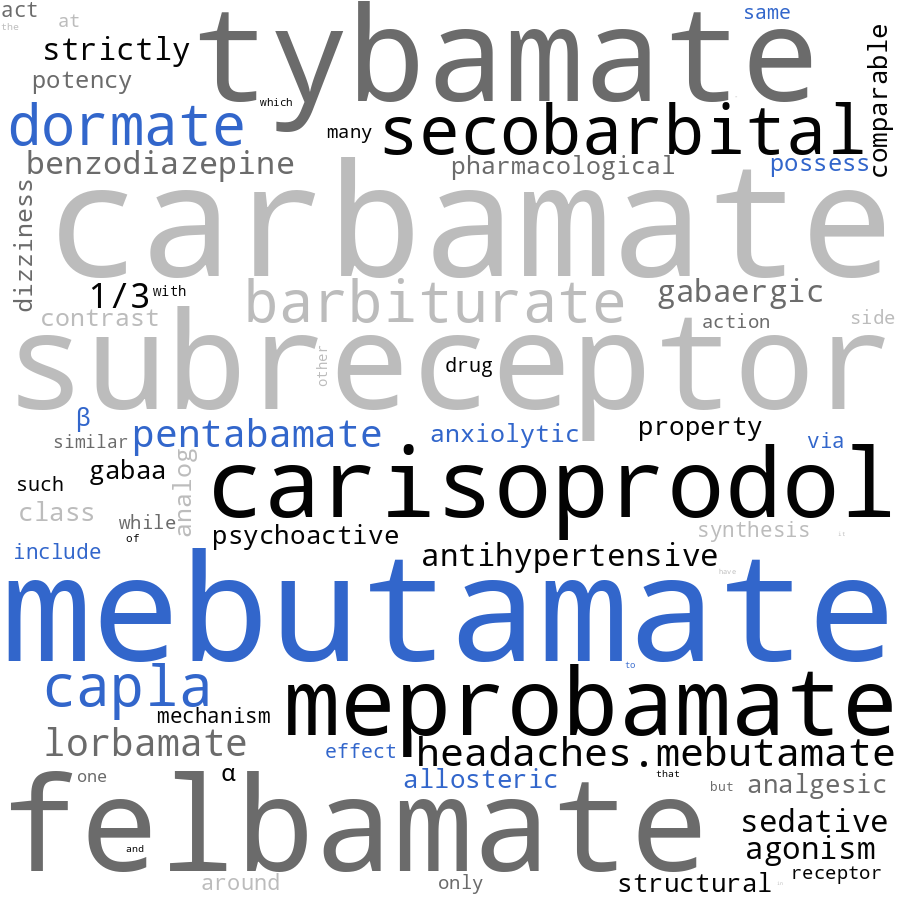 act
the
at
same
tybamate
strictly
comparable
potency
which
dormate
many
secobarbital
benzodiazepine
pharmacological
possess
dizziness
carbamate
1/3
with
barbiturate
gabaergic
contrast
action
side
subreceptor
other
drug
β
similar
pentabamate
anxiolytic
property
via
such
gabaa
analog
carisoprodol
class
while
of
psychoactive
synthesis
include
antihypertensive
have
mebutamate
to
capla
meprobamate
mechanism
lorbamate
effect
headaches.mebutamate
one
α
allosteric
that
but
analgesic
felbamate
and
sedative
agonism
receptor
around
only
structural